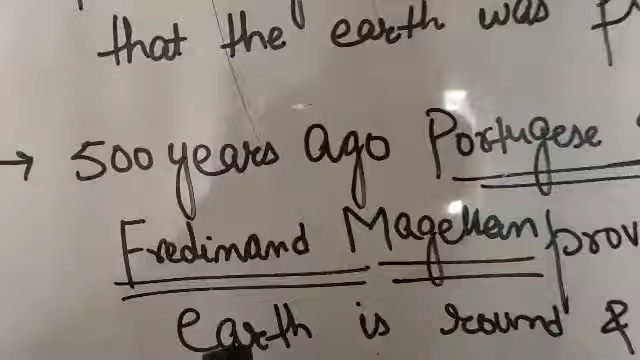 that the earth was
→ 500 years ago Portugese
Fredinand Magellan prov
earth is round &